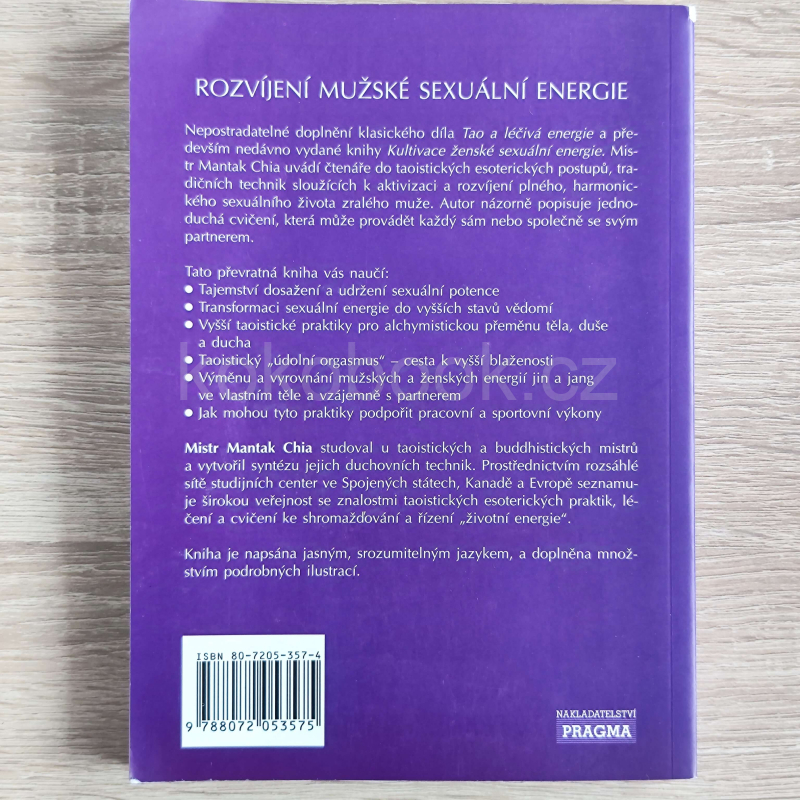 ROZVÍJENÍ MUŽSKÉ SEXUÁLNÍ ENERGIE
Nepostradatelné doplnění klasického díla Tao a léčivá energie a pře-
devším nedávno vydané knihy Kultivace ženské sexuální energie. Mis-
tr Mantak Chia uvádí čtenáře do taoistických esoterických postupů, tra-
dičních technik sloužících k aktivizaci a rozvíjení plného, harmonic-
kého sexuálního života zralého muže. Autor názorně popisuje jedno-
duchá cvičení, která může provádět každý sám nebo společně se svým
partnerem.
Tato převratná kniha vás naučí:
● Tajemství dosažení a udržení sexuální potence
● Transformaci sexuální energie do vyšších stavů vědomí
● Vyšší taoistické praktiky pro alchymistickou přeměnu těla, duše
a ducha
● Taoistický „údolní orgasmus“ – cesta k vyšší blaženosti
● Výměnu a vyrovnání mužských a ženských energií jin a jang
ve vlastním těle a vzájemně s partnerem
● Jak mohou tyto praktiky podpořit pracovní a sportovní výkony
kokobook.cz
Mistr Mantak Chia studoval u taoistických a buddhistických mistrů
a vytvořil syntézu jejich duchovních technik. Prostřednictvím rozsáhlé
sítě studijních center ve Spojených státech, Kanadě a Evropě seznamu-
je širokou veřejnost se znalostmi taoistických esoterických praktik, lé-
čení a cvičení ke shromažďování a řízení „životní energie“.
Kniha je napsána jasným, srozumitelným jazykem, a doplněna množ-
stvím podrobných ilustrací.
ISBN 80-7205-357-4
9 788072 053575
NAKLADATELSTVÍ
PRAGMA